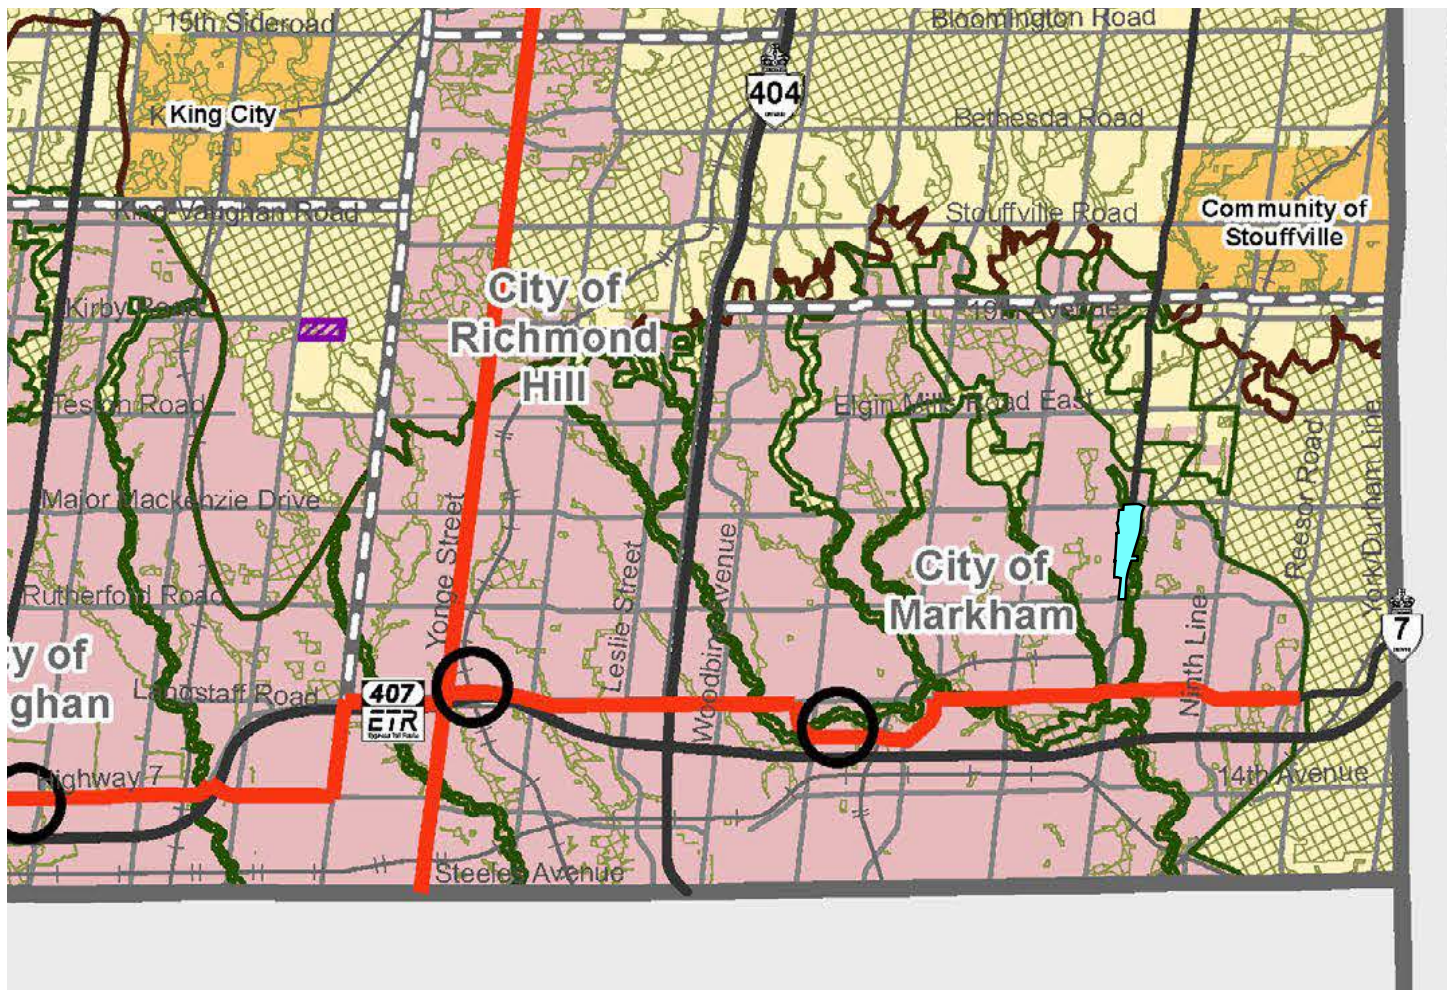 15th Sideroad
Bloomington Road
King City
404
Bethesda Road
King-Vaughan Road
Stouffville Road
Community of
Stouffville
Kirby Road
City of
Richmond
Hill
19th Avenue
Teston Road
Elgin Mills Road East
Major Mackenzie Drive
Yonge Street
Leslie Street
Woodbine Avenue
City of
Markham
Ninth Line
Reesor Road
York/Durham Line
Rutherford Road
7
ty of
ghan
Langstaff Road
407
ETR
Highway 7
14th Avenue
Steeles Avenue